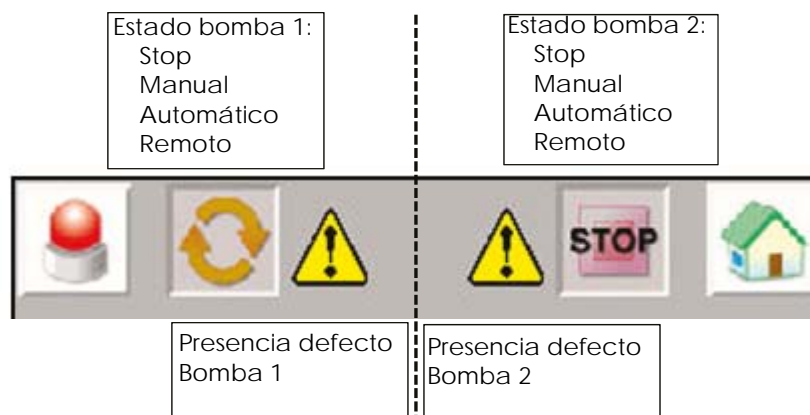 Estado bomba 1:
Stop
Manual
Automático
Remoto
Estado bomba 2:
Stop
Manual
Automático
Remoto
STOP
Presencia defecto
Bomba 1
Presencia defecto
Bomba 2